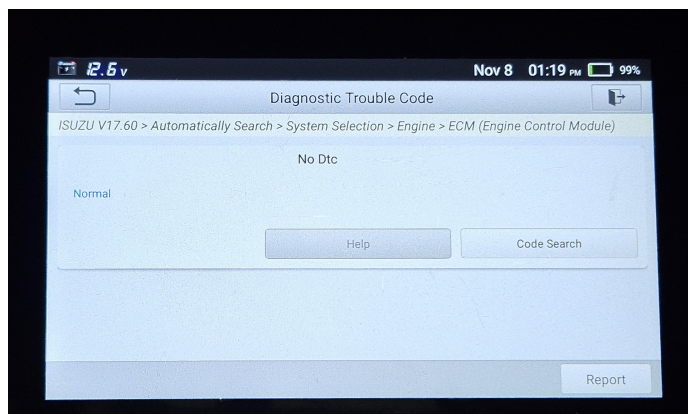 12.6 v
Nov 8 01:19 PM 99%
Diagnostic Trouble Code
ISUZU V17.60 > Automatically Search > System Selection > Engine > ECM (Engine Control Module)
No Dtc
Normal
Help
Code Search
Report